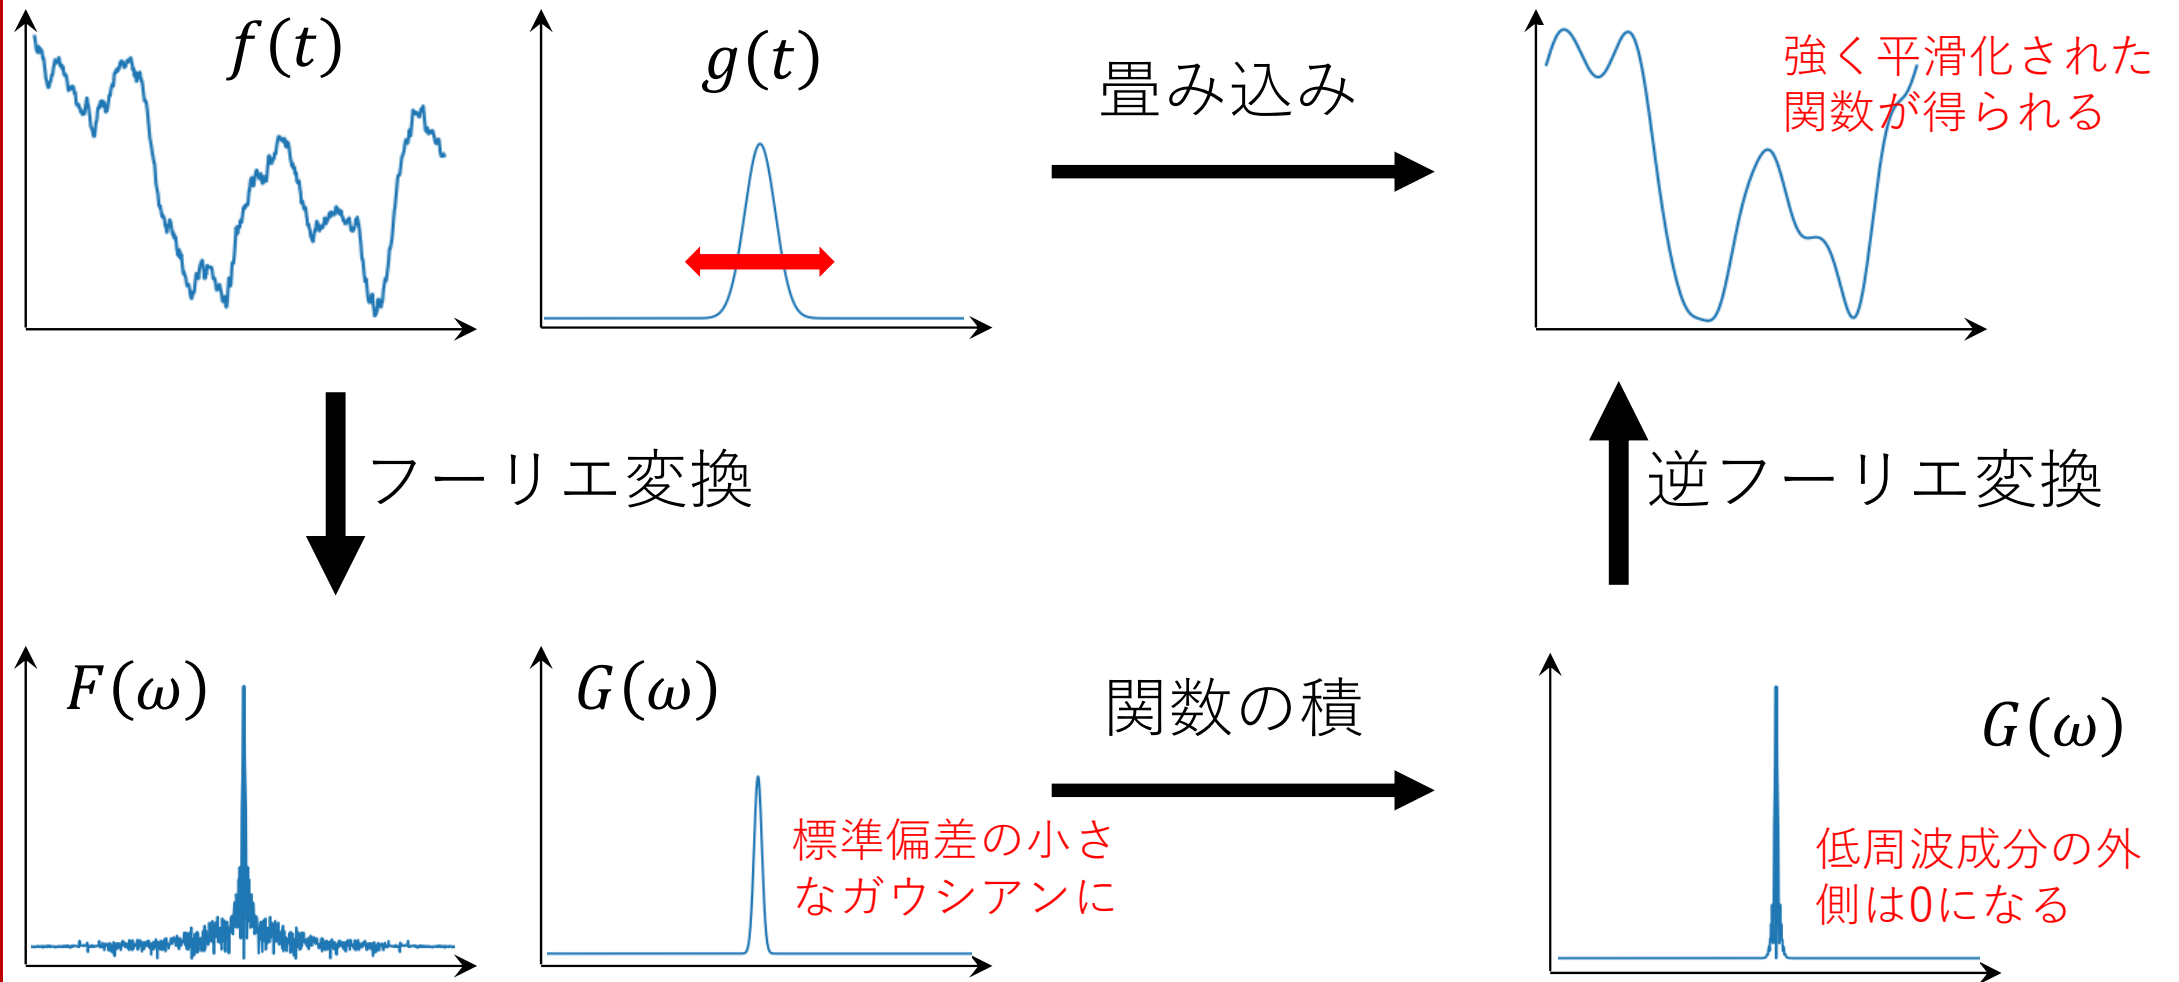 f(t)
g(t)
畳み込み
強く平滑化された
関数が得られる
フーリエ変換
逆フーリエ変換
F(ω)
G(ω)
関数の積
G(ω)
標準偏差の小さ
なガウシアンに
低周波成分の外
側は0になる